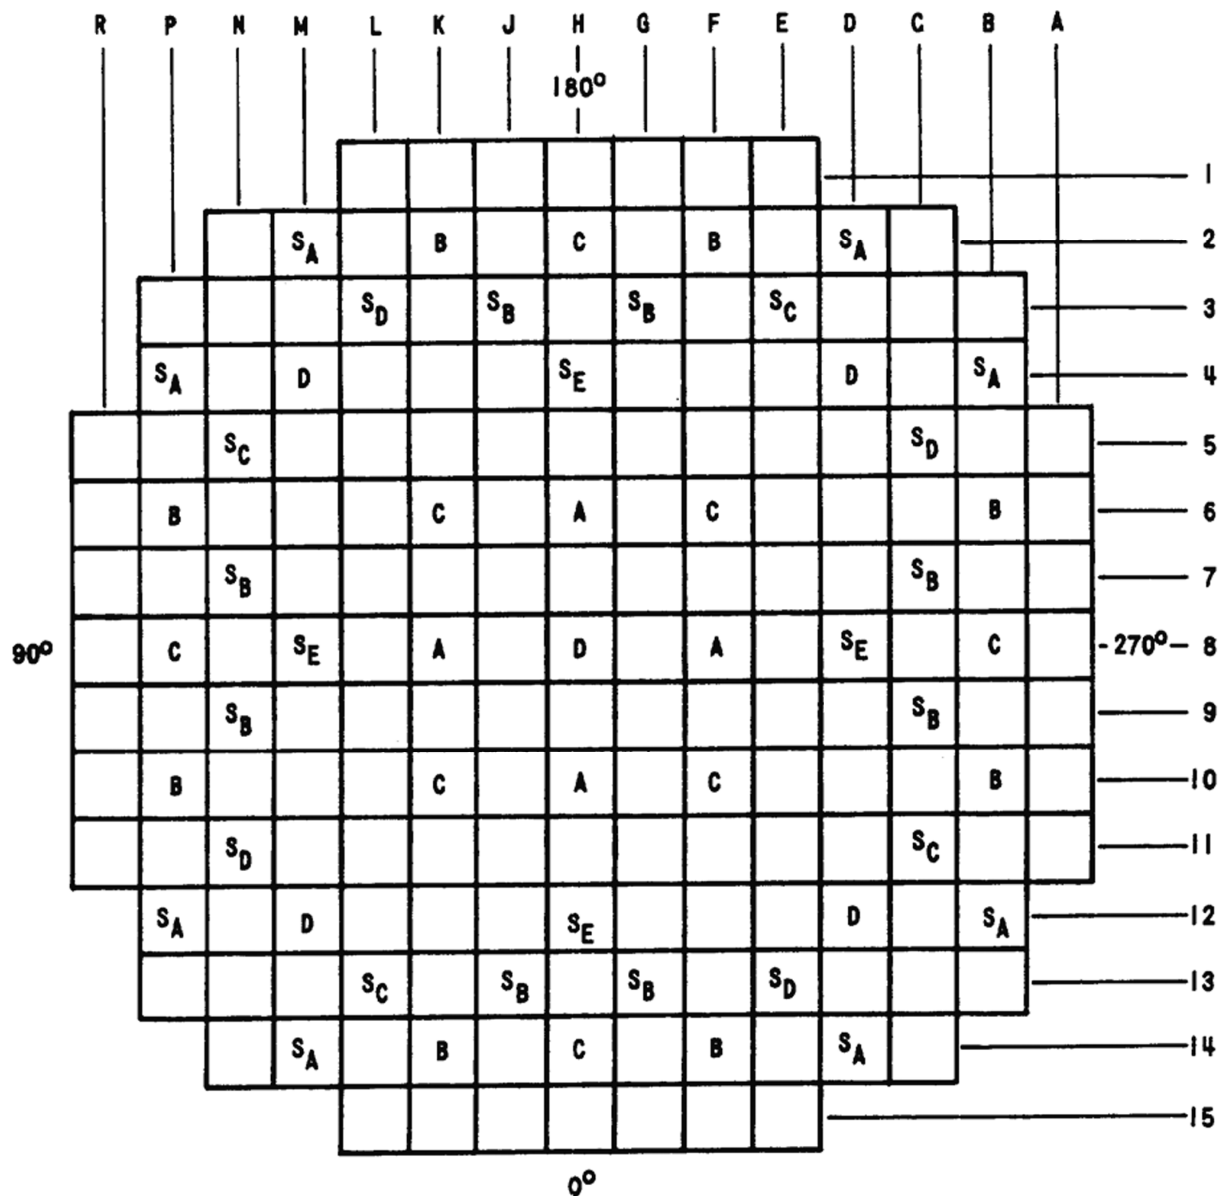 R P N M L K J H G F E D C B A
180°
1
S_A B C B S_A 2
S_D S_B S_B S_C 3
S_A D S_E D S_A 4
S_C S_D 5
B C A C B 6
S_B S_B 7
90° C S_E A D A S_E C 270° 8
S_B S_B 9
B C A C B 10
S_D S_C 11
S_A D S_E D S_A 12
S_C S_B S_B S_D 13
S_A B C B S_A 14
15
0°